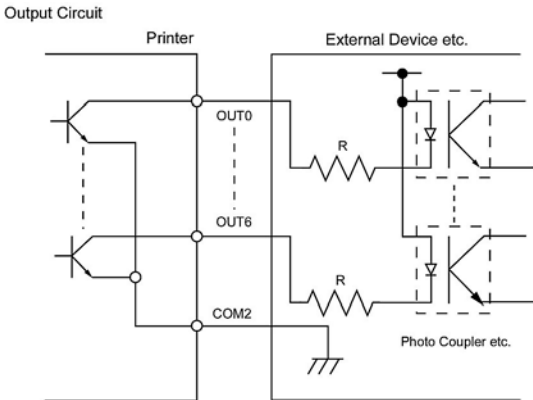 Output Circuit
Printer
External Device etc.
OUT0
R
OUT6
R
COM2
Photo Coupler etc.